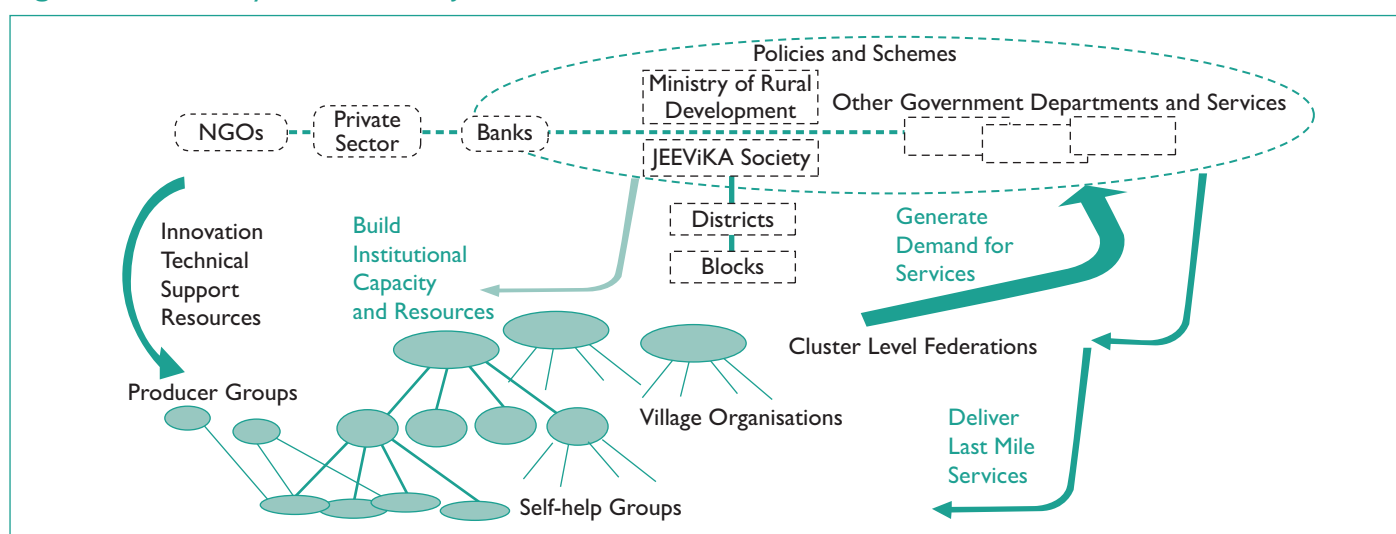 Policies and Schemes
Ministry of Rural
Development
Other Government Departments and Services
NGOs
Private
Sector
Banks
JEEViKA Society
Districts
Blocks
Innovation
Technical
Support
Resources
Build
Institutional
Capacity
and Resources
Generate
Demand for
Services
Cluster Level Federations
Producer Groups
Village Organisations
Deliver
Last Mile
Services
Self-help Groups